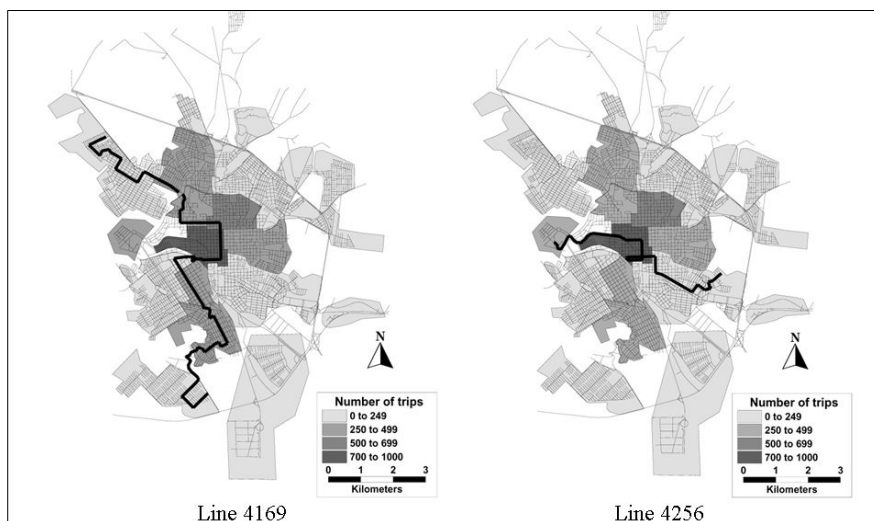 N
Number of trips
0 to 249
250 to 499
500 to 699
700 to 1000
0 1 2 3
Kilometers
Line 4169
N
Number of trips
0 to 249
250 to 499
500 to 699
700 to 1000
0 1 2 3
Kilometers
Line 4256